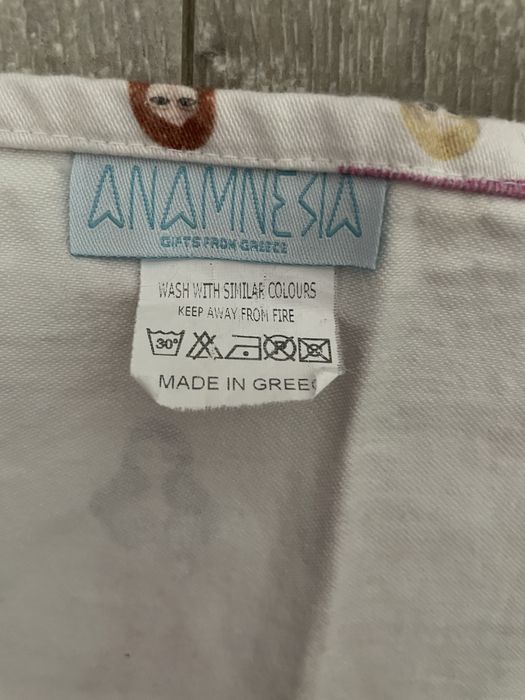 ANAMNESIA
GIFTS FROM GREECE
WASH WITH SIMILAR COLOURS
KEEP AWAY FROM FIRE
30°
MADE IN GREEC